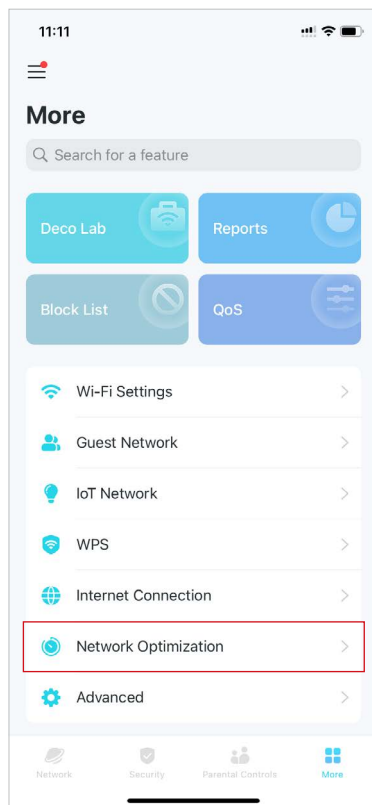 11:11
More
Search for a feature
Deco Lab
Reports
Block List
QoS
Wi-Fi Settings
Guest Network
IoT Network
WPS
Internet Connection
Network Optimization
Advanced
Network Security Parental Controls More